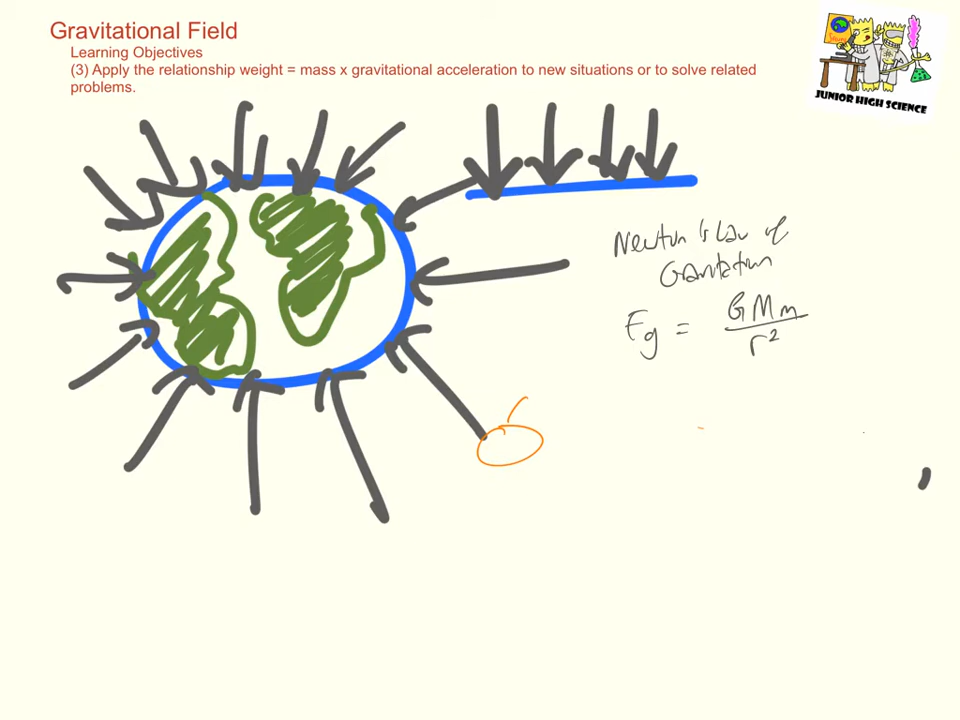 Gravitational Field
Learning Objectives
(3) Apply the relationship weight = mass x gravitational acceleration to new situations or to solve related
problems.
JUNIOR HIGH SCIENCE
Newton's Law of
Gravitation
Fg = GMm
r²